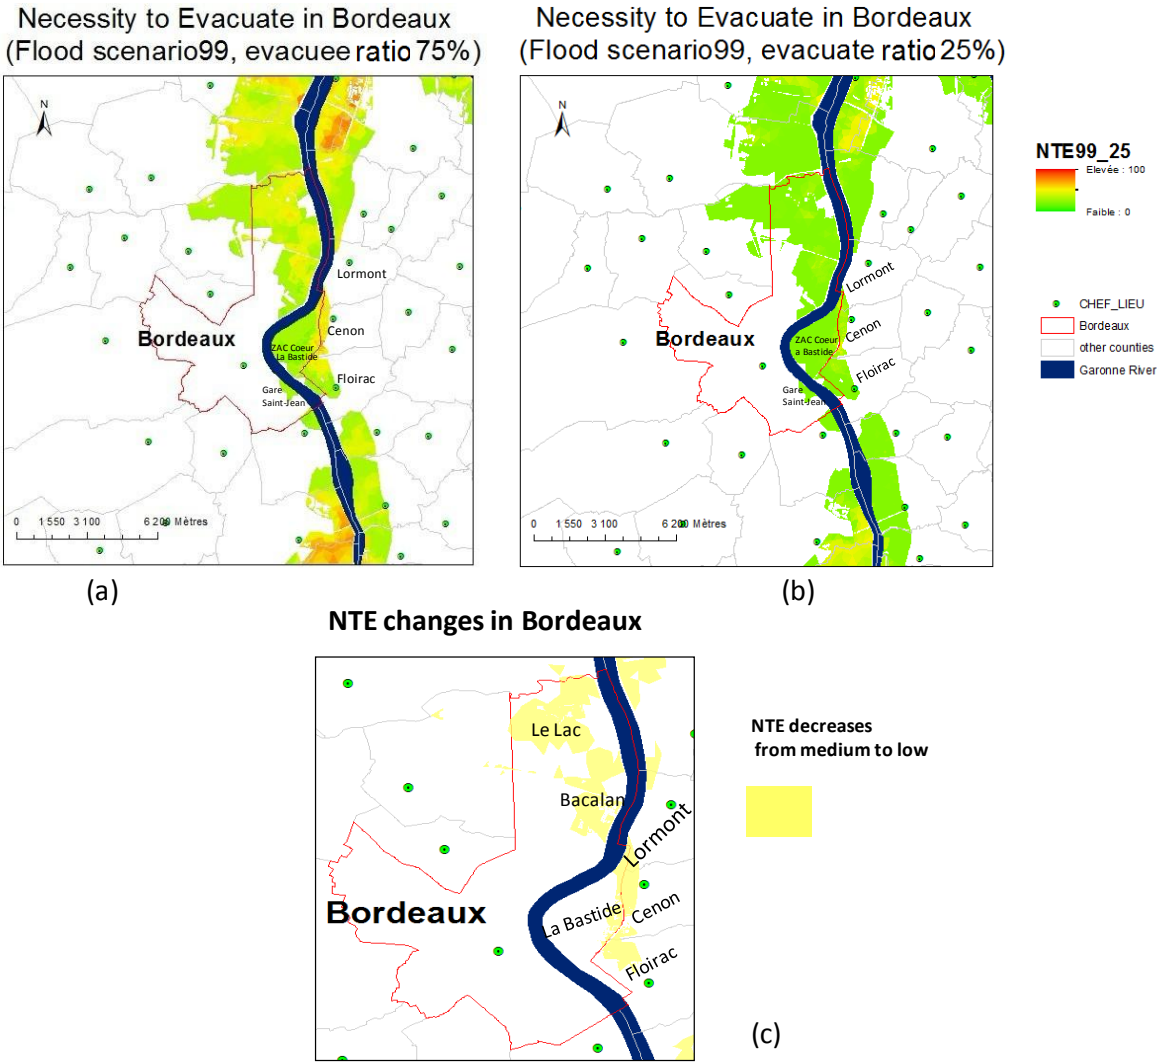 Necessity to Evacuate in Bordeaux
(Flood scenario99, evacuee ratio 75%)
N
Lormont
Cenon
Bordeaux
ZAC Coeur
La Bastide
Floirac
Gare
Saint-Jean
0 1 550 3 100 6 200 Mètres
(a)
Necessity to Evacuate in Bordeaux
(Flood scenario99, evacuate ratio 25%)
N
Lormont
Cenon
Bordeaux
ZAC Coeur
a Bastide
Floirac
Gare
Saint-Jean
0 1 550 3 100 6 200 Mètres
(b)
NTE99_25
Elevée : 100
Faible : 0
CHEF_LIEU
Bordeaux
other counties
Garonne River
NTE changes in Bordeaux
Le Lac
Bacalan
Lormont
Bordeaux
La Bastide
Cenon
Floirac
(c)
NTE decreases
from medium to low